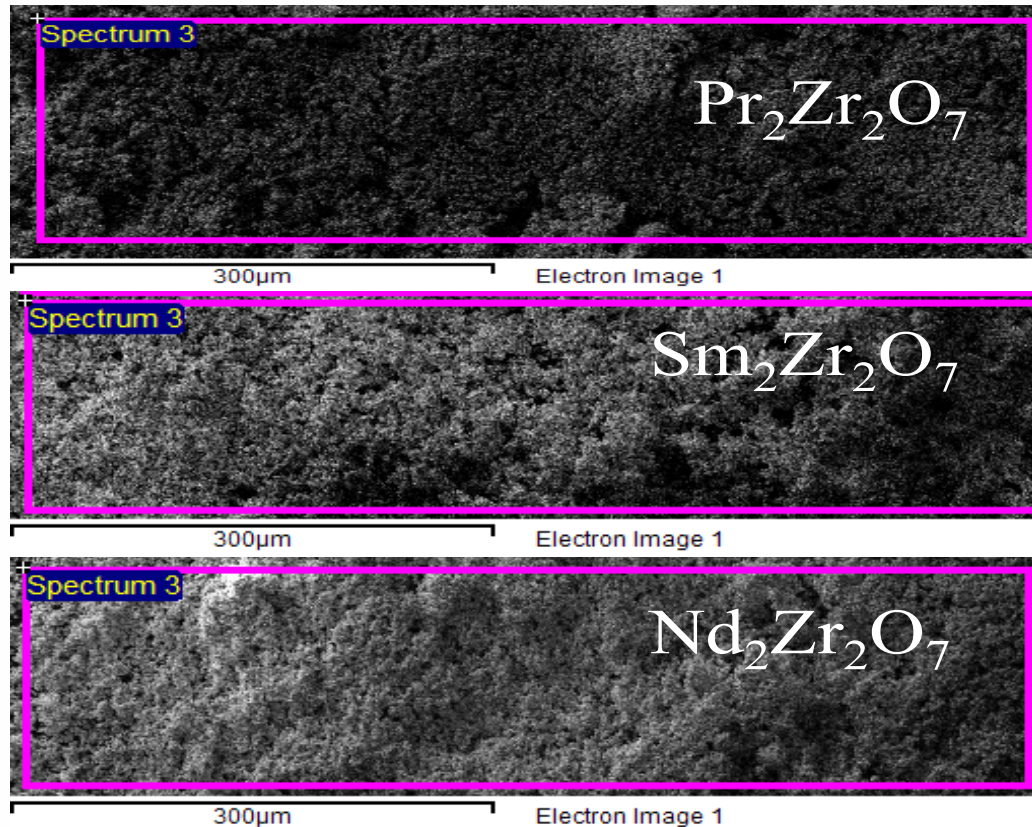 Spectrum 3
Pr₂Zr₂O₇
300µm Electron Image 1
Spectrum 3
Sm₂Zr₂O₇
300µm Electron Image 1
Spectrum 3
Nd₂Zr₂O₇
300µm Electron Image 1